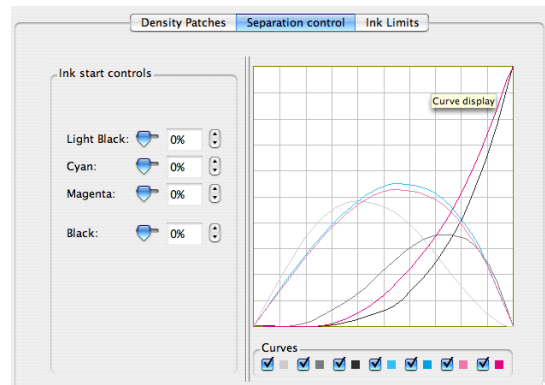 Density Patches Separation control Ink Limits
Ink start controls
Curve display
Light Black: 0%
Cyan: 0%
Magenta: 0%
Black: 0%
Curves